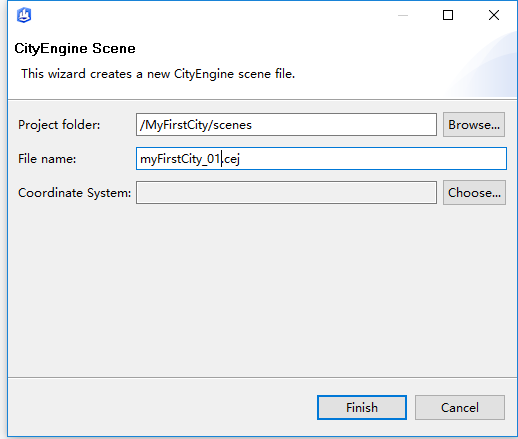 CityEngine Scene
This wizard creates a new CityEngine scene file.
Project folder: /MyFirstCity/scenes Browse...
File name: myFirstCity_01.cej
Coordinate System: Choose...
Finish Cancel